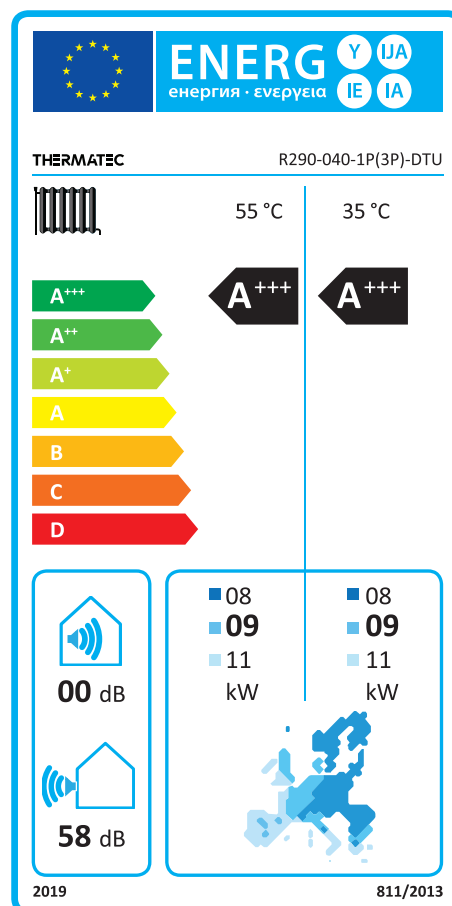 ENERG Y IJA
енергия · ενεργεια IE IA
THERMATEC R290-040-1P(3P)-DTU
55 °C 35 °C
A+++ A+++ A+++
A++
A+
A
B
C
D
08 08
09 09
11 11
00 dB kW kW
58 dB
2019 811/2013